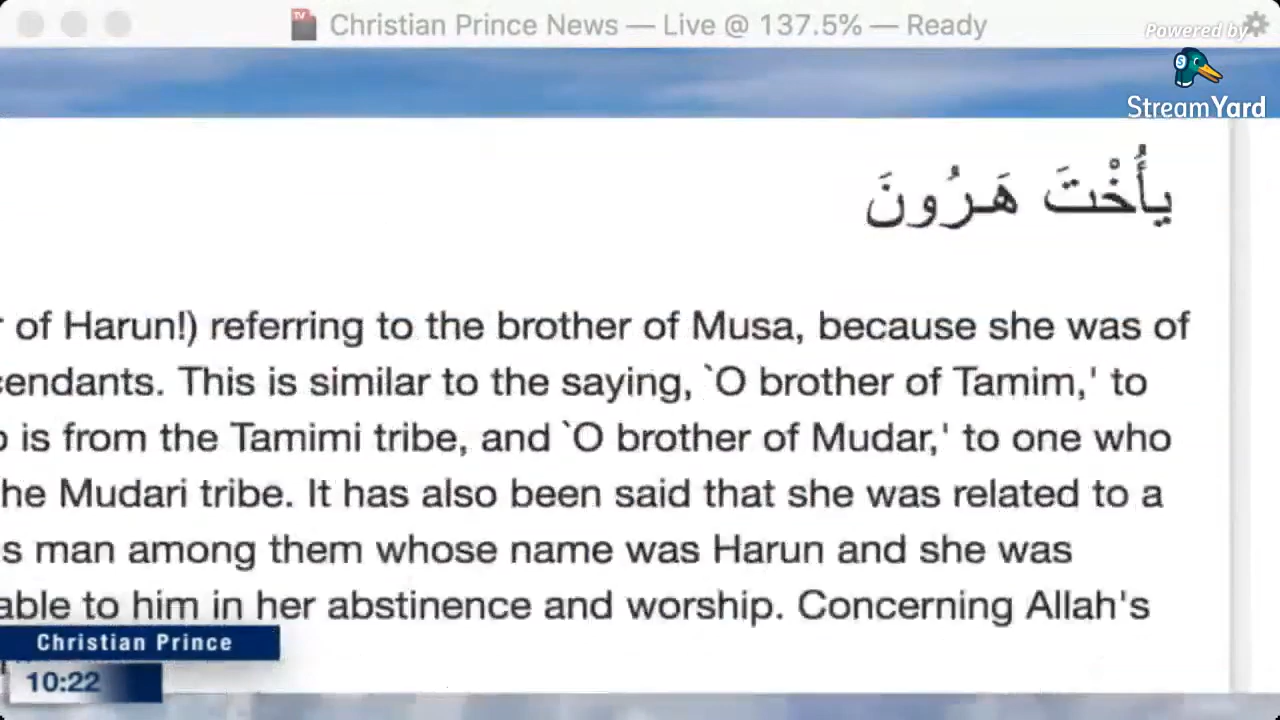 Christian Prince News — Live @ 137.5% — Ready
Powered by
StreamYard
يأُخْتَ هَـرُونَ
of Harun!) referring to the brother of Musa, because she was of
cendants. This is similar to the saying, `O brother of Tamim,' to
is from the Tamimi tribe, and `O brother of Mudar,' to one who
he Mudari tribe. It has also been said that she was related to a
s man among them whose name was Harun and she was
able to him in her abstinence and worship. Concerning Allah's
Christian Prince
10:22